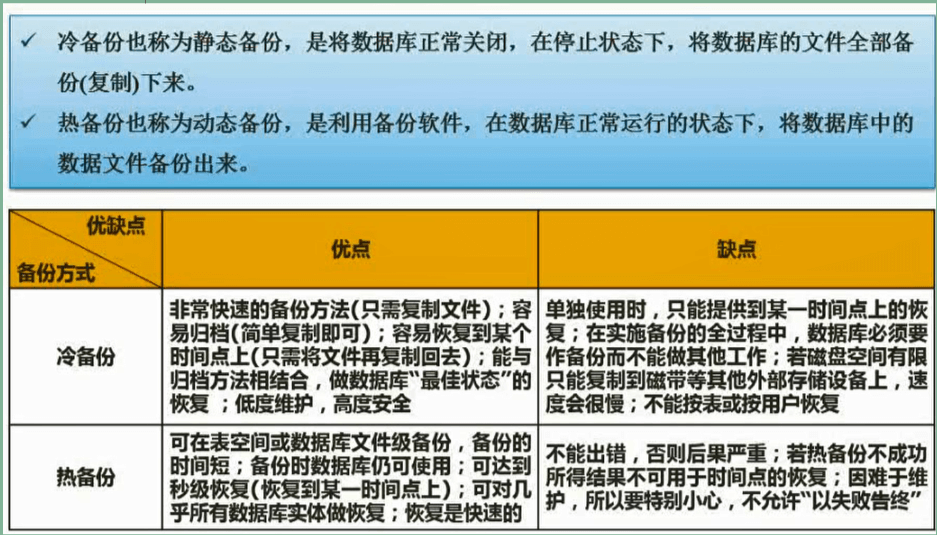 ✓ 冷备份也称为静态备份，是将数据库正常关闭，在停止状态下，将数据库的文件全部备
份(复制)下来。
✓ 热备份也称为动态备份，是利用备份软件，在数据库正常运行的状态下，将数据库中的
数据文件备份出来。
优缺点
备份方式
优点
缺点
冷备份
非常快速的备份方法(只需复制文件)；容
易归档(简单复制即可)；容易恢复到某个
时间点上(只需将文件再复制回去)；能与
归档方法相结合，做数据库“最佳状态”的
恢复 ；低度维护，高度安全
单独使用时，只能提供到某一时间点上的恢
复；在实施备份的全过程中，数据库必须要
作备份而不能做其他工作；若磁盘空间有限
只能复制到磁带等其他外部存储设备上，速
度会很慢；不能按表或按用户恢复
热备份
可在表空间或数据库文件级备份，备份的
时间短；备份时数据库仍可使用；可达到
秒级恢复(恢复到某一时间点上)；可对几
乎所有数据库实体做恢复；恢复是快速的
不能出错，否则后果严重；若热备份不成功
所得结果不可用于时间点的恢复；因难于维
护，所以要特别小心，不允许“以失败告终”